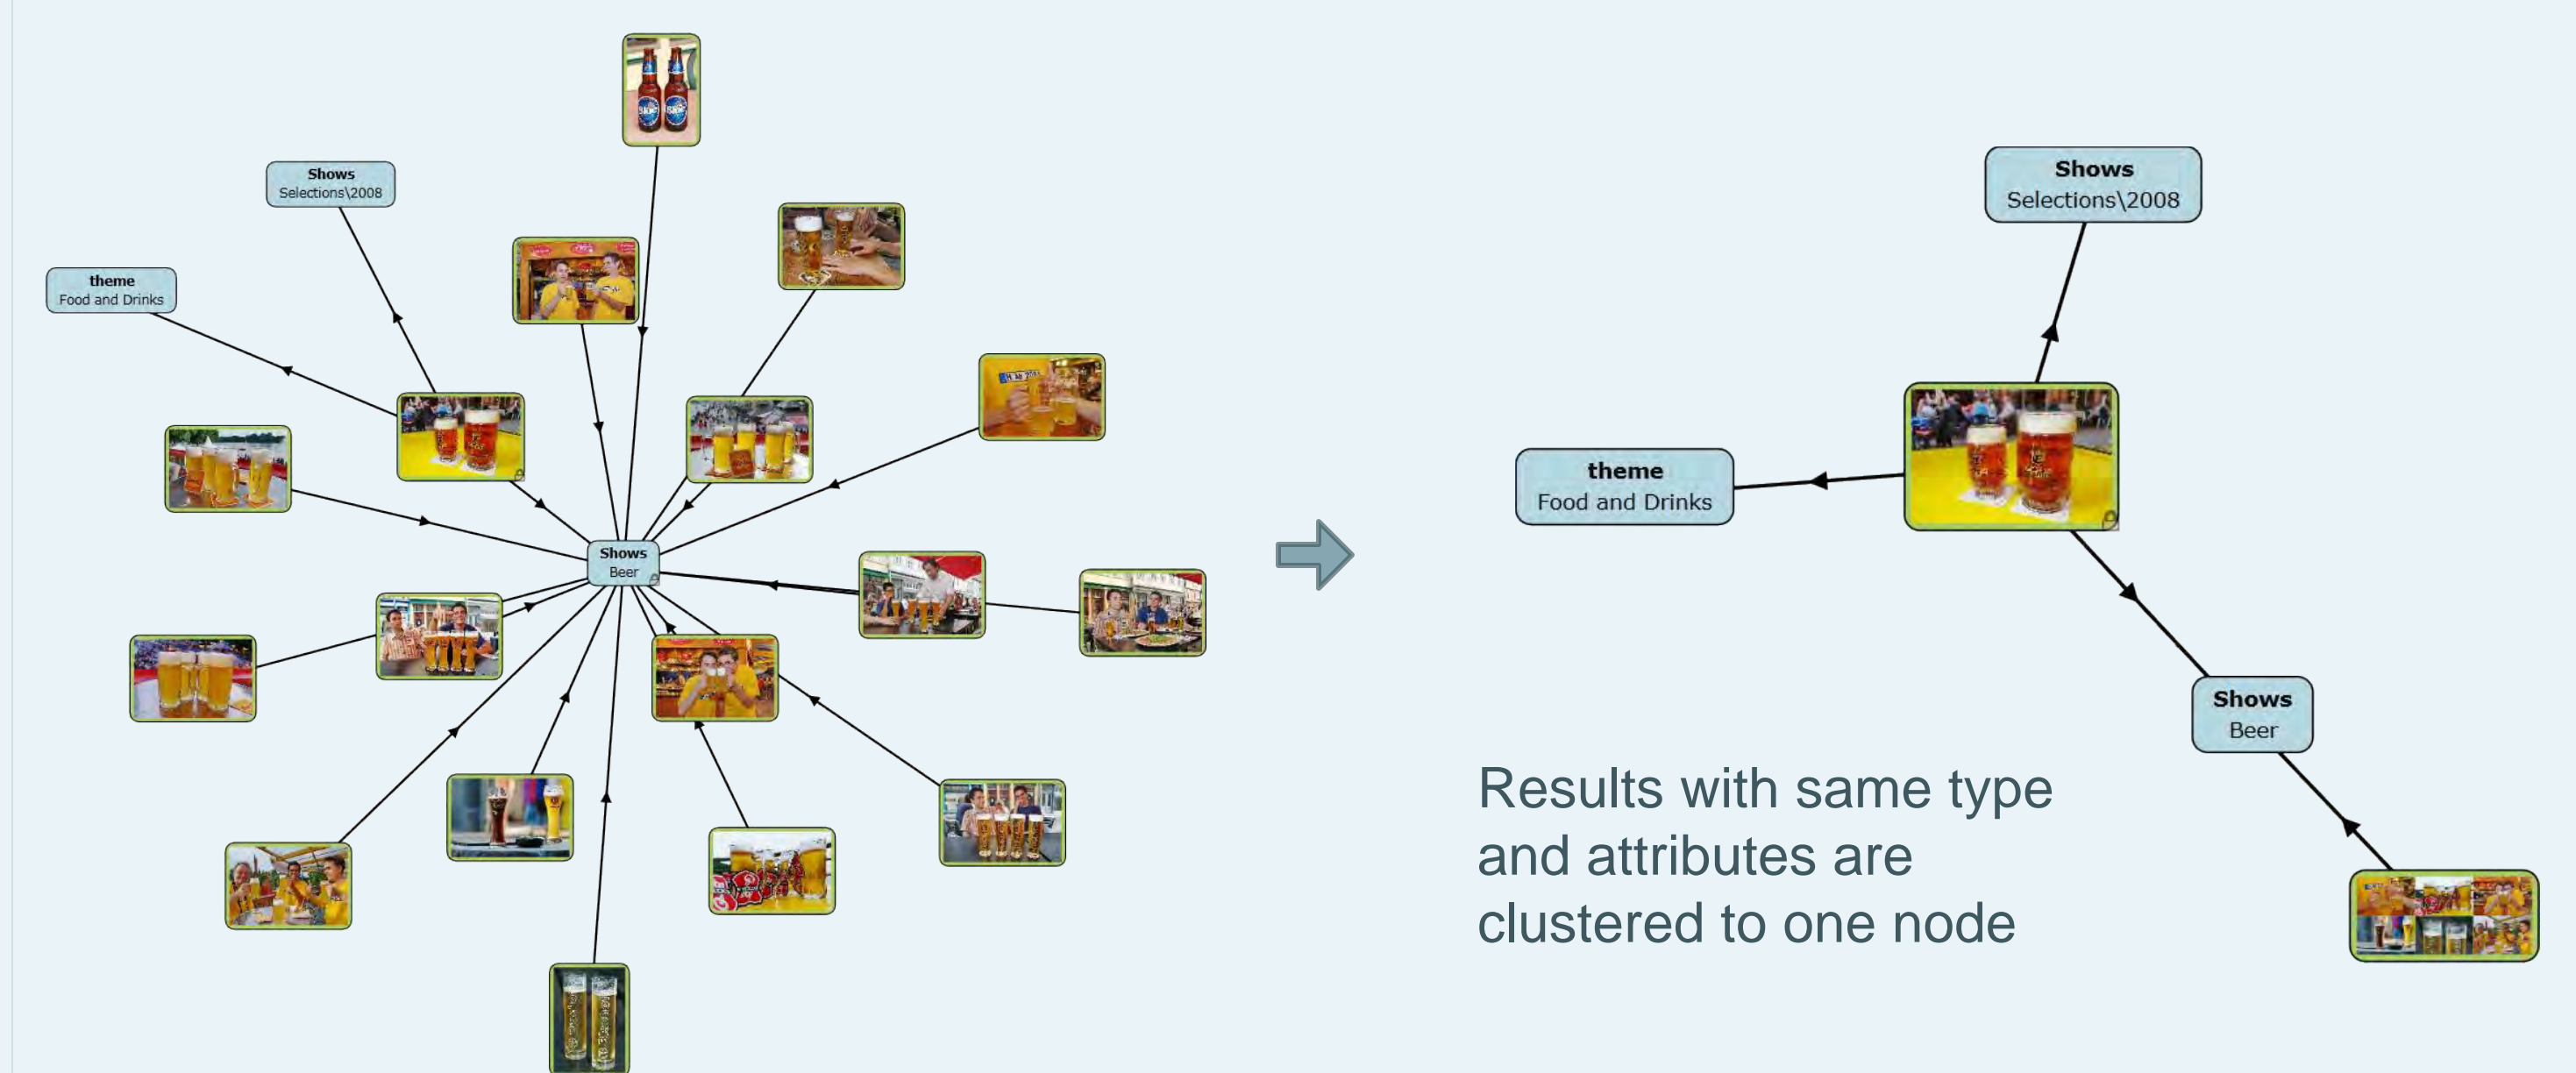 Shows
Selections\2008
theme
Food and Drinks
Shows
Beer
Shows
Selections\2008
theme
Food and Drinks
Shows
Beer
Results with same type
and attributes are
clustered to one node